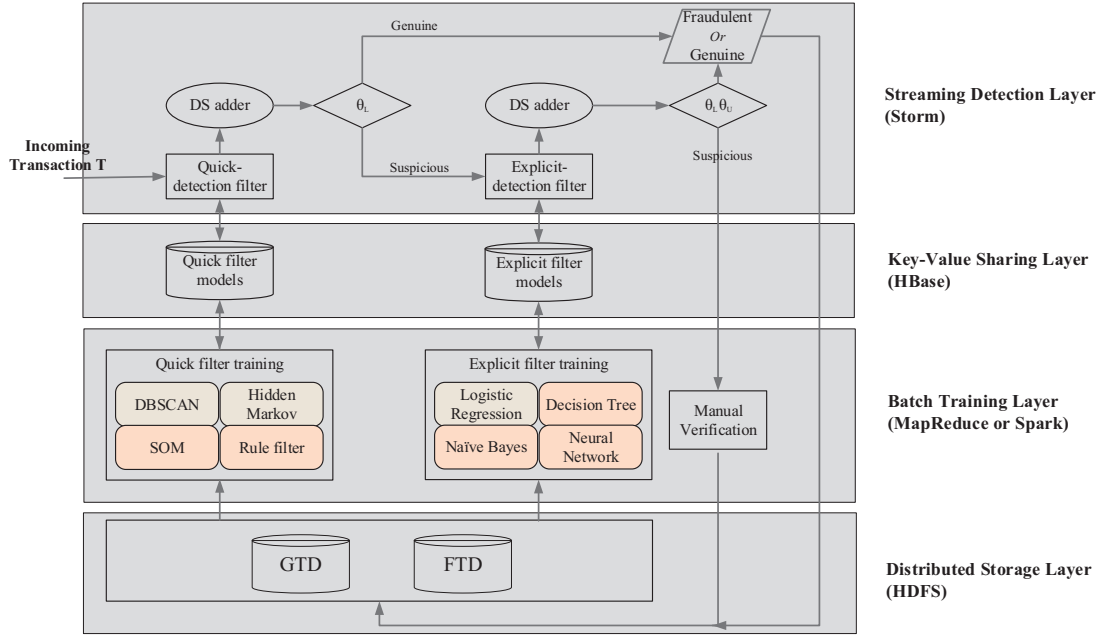 Genuine
Fraudulent
Or
Genuine
DS adder
θL
DS adder
θL θU
Streaming Detection Layer
(Storm)
Incoming
Transaction T
Quick-
detection filter
Suspicious
Explicit-
detection filter
Suspicious
Quick filter
models
Explicit filter
models
Key-Value Sharing Layer
(HBase)
Quick filter training
DBSCAN
Hidden
Markov
SOM
Rule filter
Explicit filter training
Logistic
Regression
Decision Tree
Naïve Bayes
Neural
Network
Manual
Verification
Batch Training Layer
(MapReduce or Spark)
GTD
FTD
Distributed Storage Layer
(HDFS)